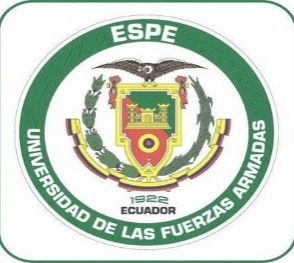 ESPE
1922
ECUADOR
UNIVERSIDAD DE LAS FUERZAS ARMADAS